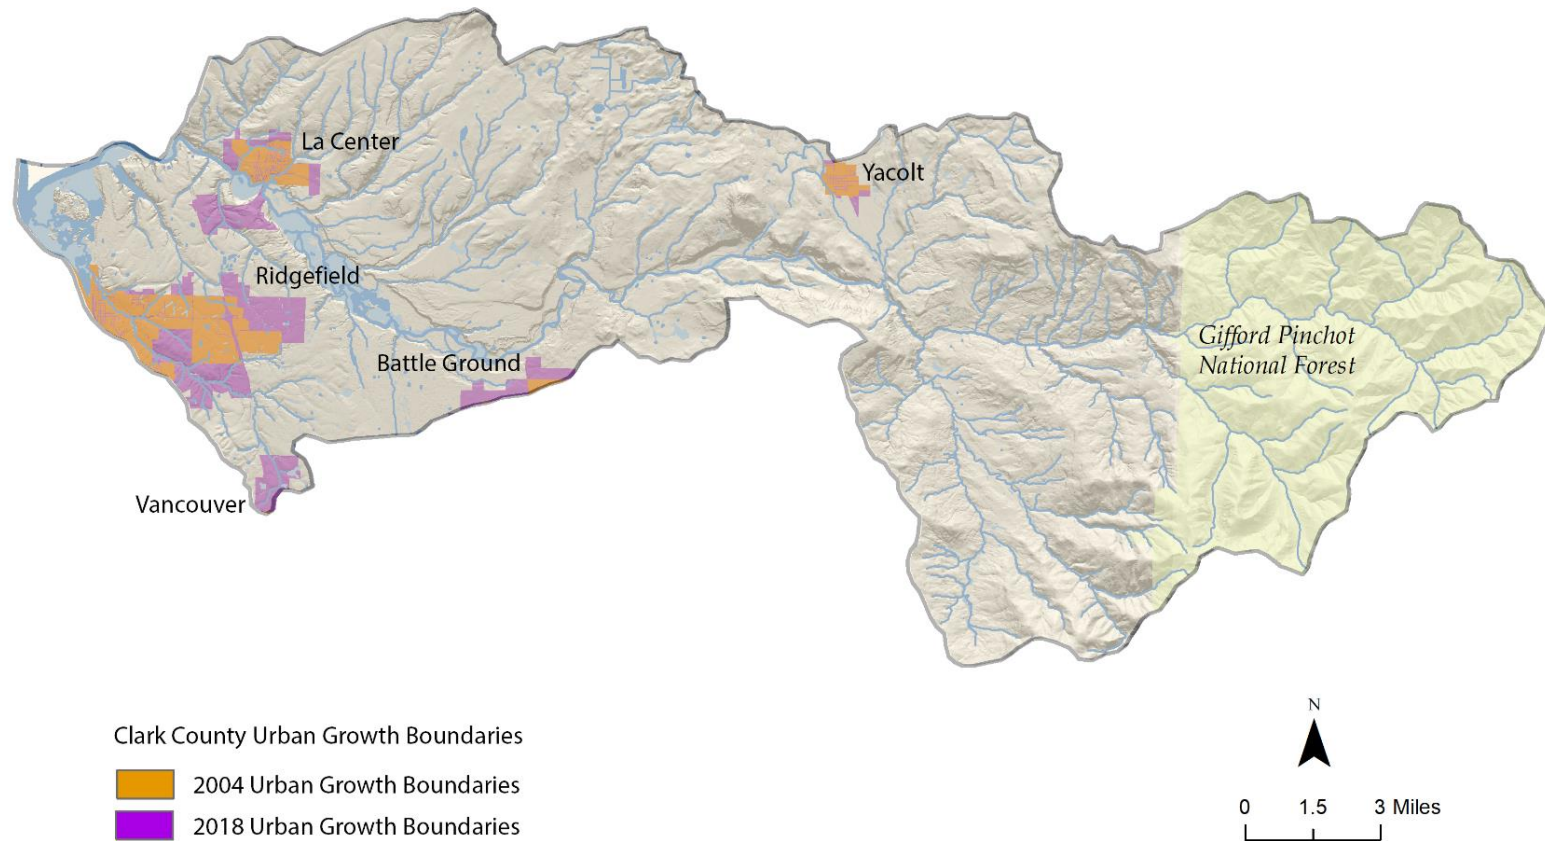 La Center
Yacolt
Ridgefield
Gifford Pinchot
National Forest
Battle Ground
Vancouver
N
Clark County Urban Growth Boundaries
2004 Urban Growth Boundaries
2018 Urban Growth Boundaries
0 1.5 3 Miles